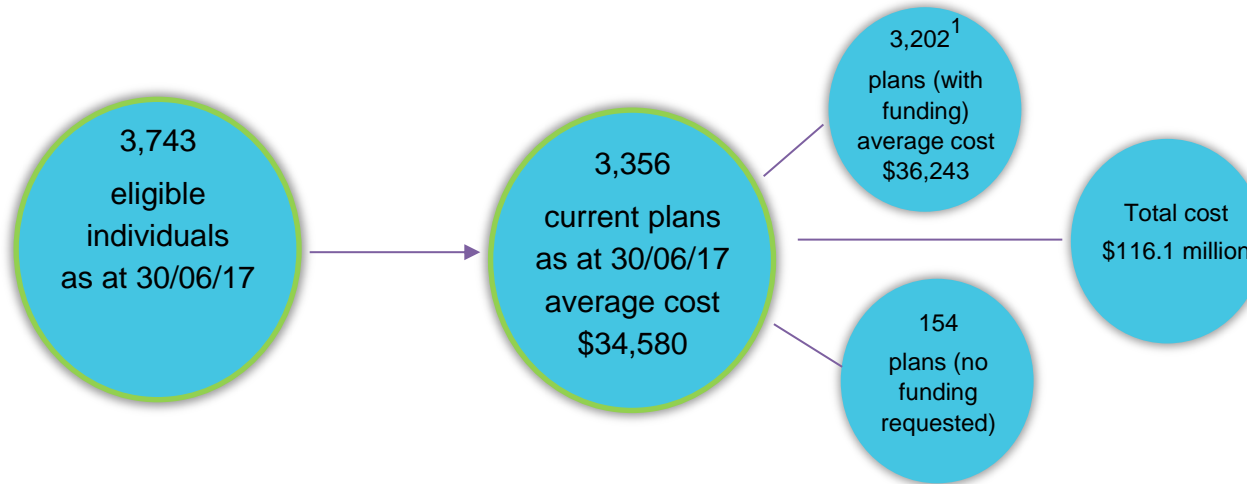 3,743
eligible
individuals
as at 30/06/17
3,356
current plans
as at 30/06/17
average cost
$34,580
3,202¹
plans (with
funding)
average cost
$36,243
Total cost
$116.1 million
154
plans (no
funding
requested)